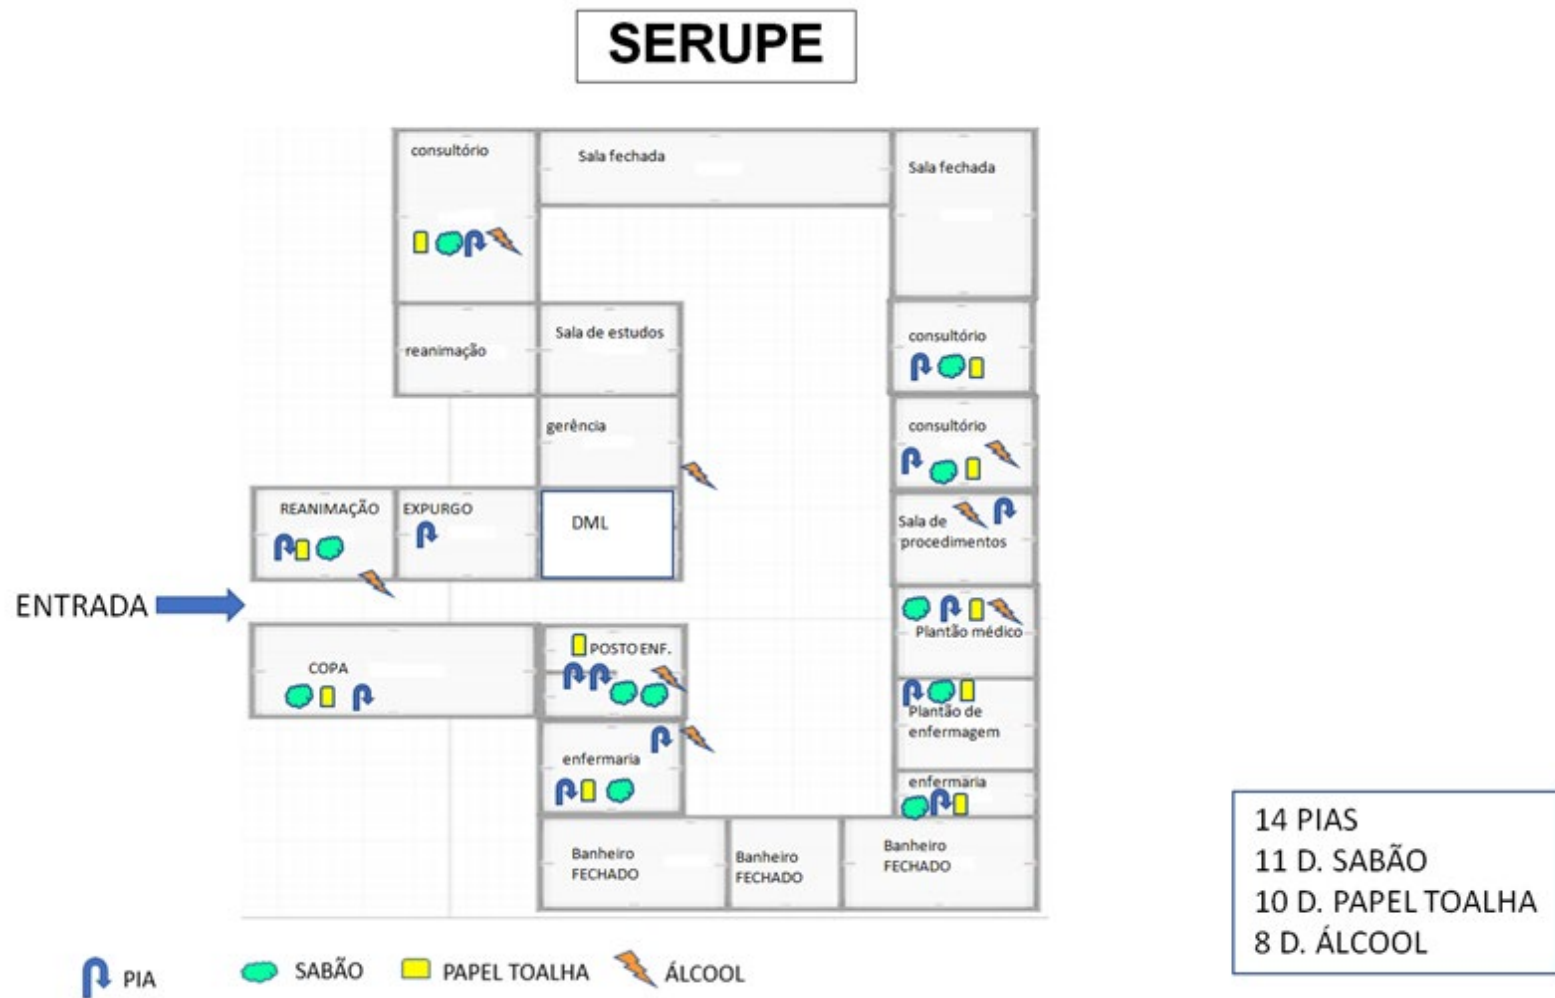 SERUPE
consultório
Sala fechada
Sala fechada
reanimação
Sala de estudos
consultório
gerência
consultório
REANIMAÇÃO
EXPURGO
DML
Sala de
procedimentos
ENTRADA
COPA
POSTO ENF.
Plantão médico
Plantão de
enfermagem
enfermaria
enfermaria
Banheiro
FECHADO
Banheiro
FECHADO
Banheiro
FECHADO
14 PIAS
11 D. SABÃO
10 D. PAPEL TOALHA
8 D. ÁLCOOL
PIA
SABÃO
PAPEL TOALHA
ÁLCOOL